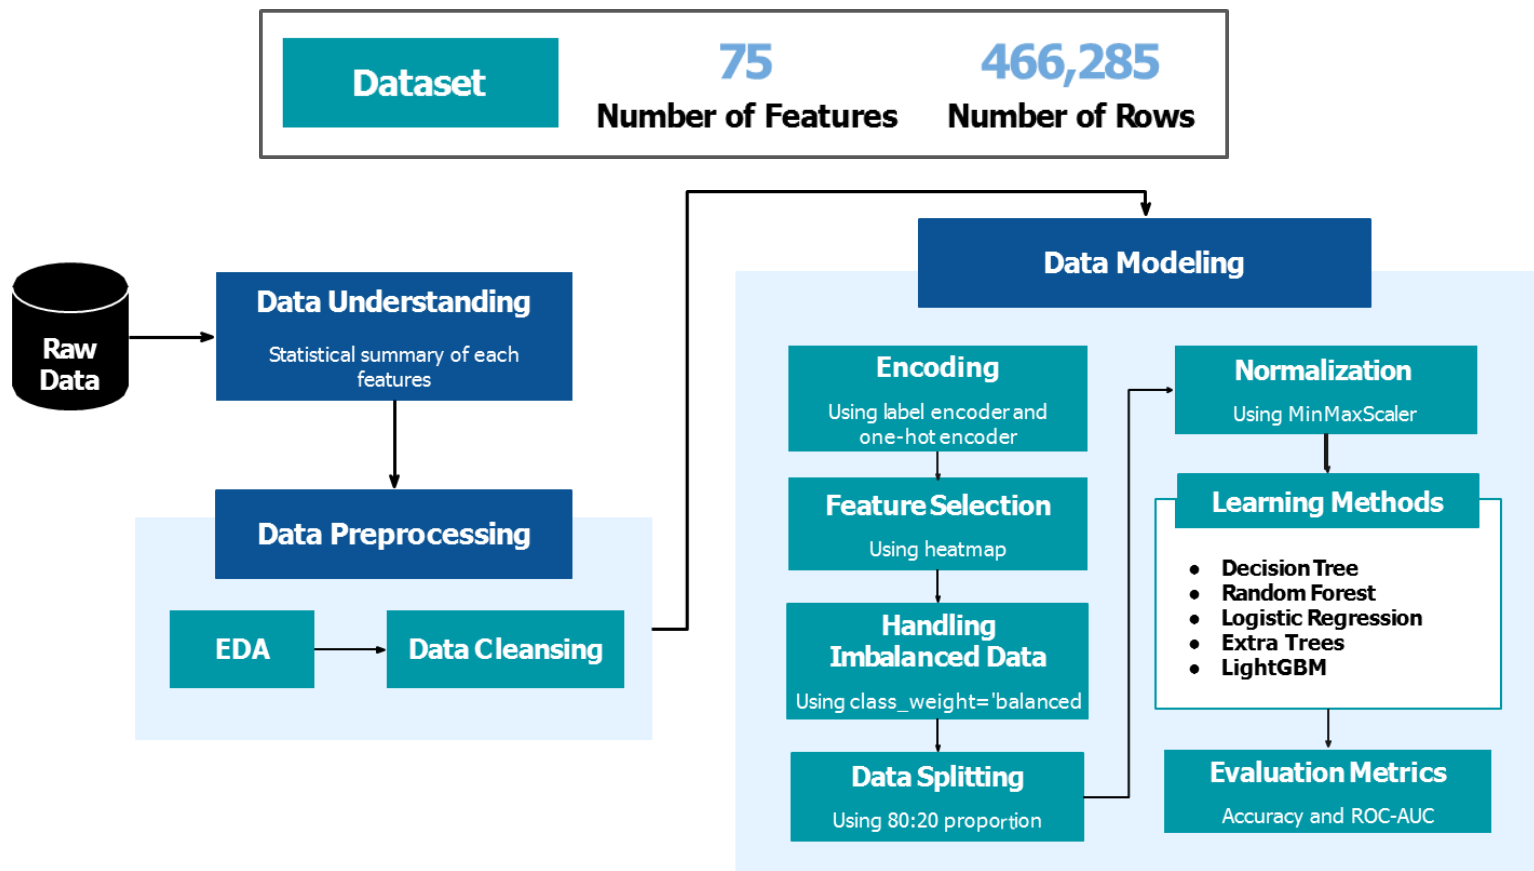 Dataset
75
Number of Features
466,285
Number of Rows
Raw
Data
Data Understanding
Statistical summary of each
features
Data Preprocessing
EDA
Data Cleansing
Data Modeling
Encoding
Using label encoder and
one-hot encoder
Feature Selection
Using heatmap
Handling
Imbalanced Data
Using class_weight='balanced
Data Splitting
Using 80:20 proportion
Normalization
Using MinMaxScaler
Learning Methods
● Decision Tree
● Random Forest
● Logistic Regression
● Extra Trees
● LightGBM
Evaluation Metrics
Accuracy and ROC-AUC